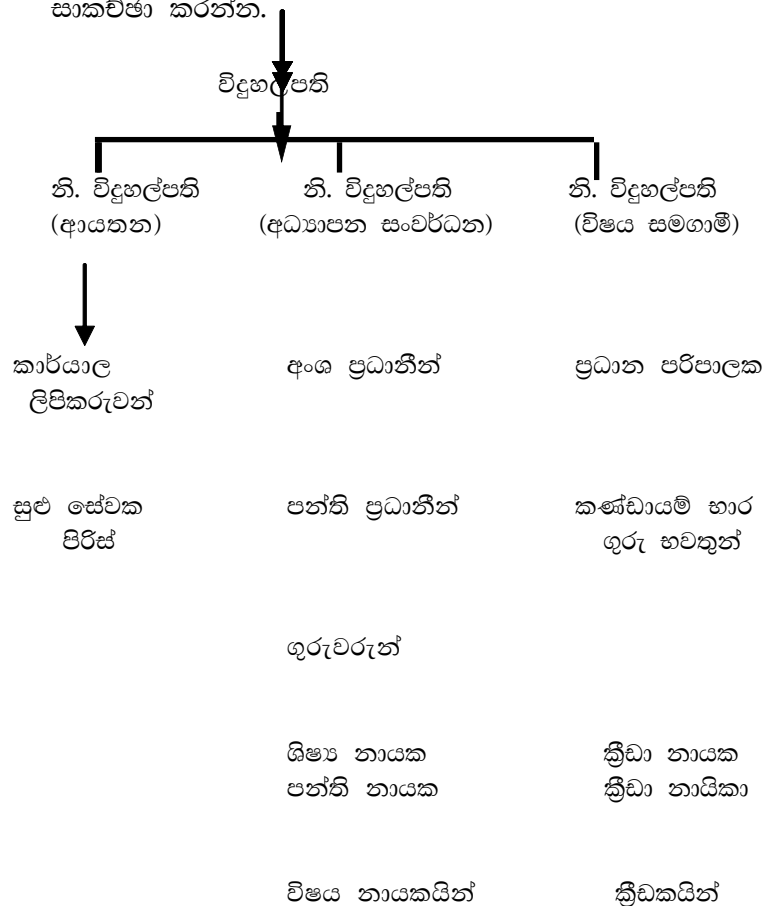 සාකච්ඡා කරන්න.
විදුහල්පති
නි. විදුහල්පති නි. විදුහල්පති නි. විදුහල්පති
(ආයතන) (අධ්‍යාපන සංවර්ධන) (විෂය සමගාමී)
කාර්යාල අංශ ප්‍රධානීන් ප්‍රධාන පරිපාලක
ලිපිකරුවන්
සුළු සේවක පන්ති ප්‍රධානීන් කණ්ඩායම් භාර
පිරිස් ගුරු භවතුන්
ගුරුවරුන්
ශිෂ්‍ය නායක ක්‍රීඩා නායක
පන්ති නායක ක්‍රීඩා නායිකා
විෂය නායකයින් ක්‍රීඩකයින්